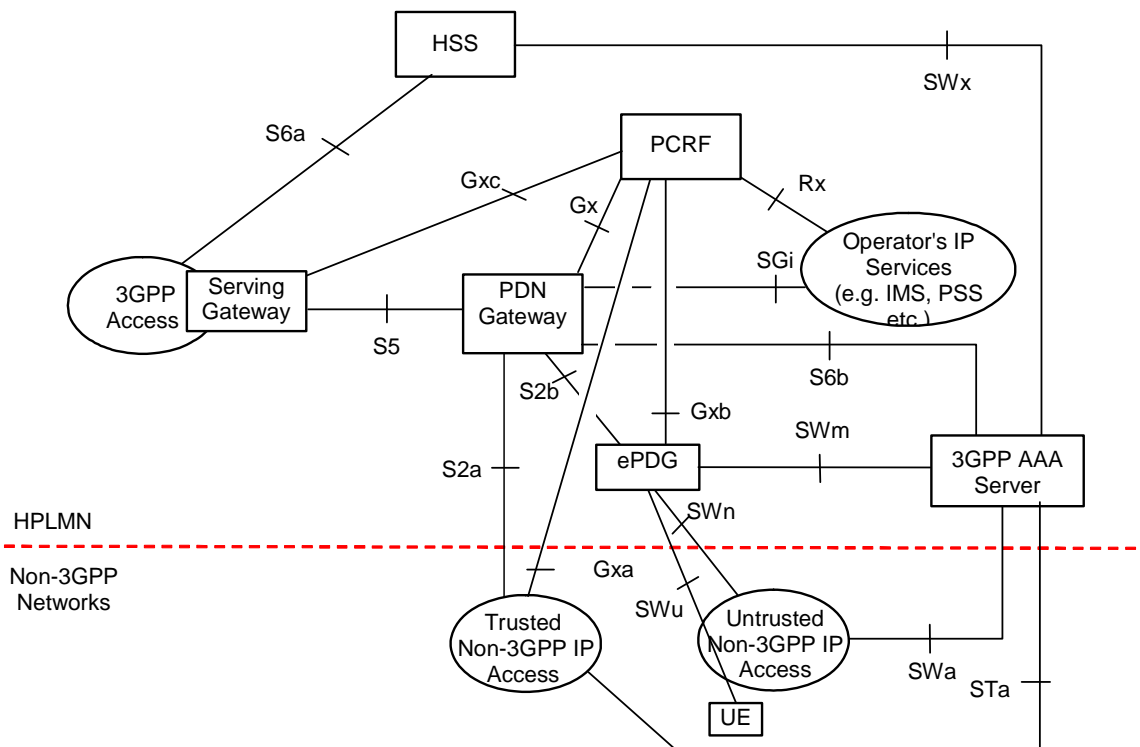 HSS
SWx
S6a
PCRF
Gxc
Rx
Gx
Operator's IP
Services
(e.g. IMS, PSS
etc.)
SGi
3GPP
Access
Serving
Gateway
PDN
Gateway
S5
S6b
S2b
Gxb
SWm
ePDG
3GPP AAA
Server
S2a
SWn
HPLMN
Non-3GPP
Networks
Gxa
SWu
Trusted
Non-3GPP IP
Access
Untrusted
Non-3GPP IP
Access
SWa
STa
UE